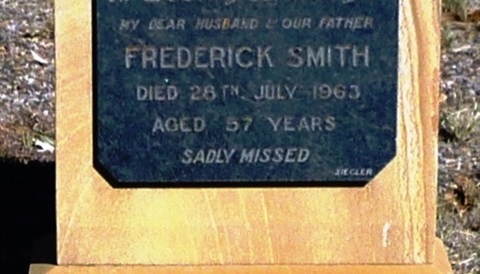 MY DEAR HUSBAND & OUR FATHER
FREDERICK SMITH
DIED 28TH JULY 1963
AGED 57 YEARS
SADLY MISSED
ZIEGLER